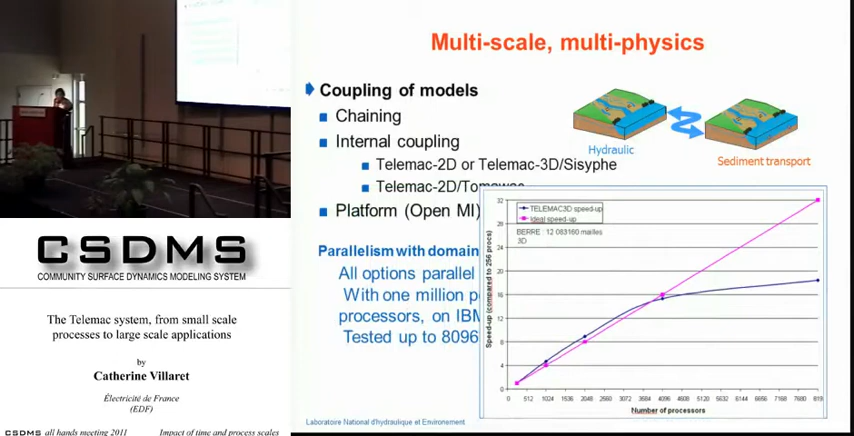 Multi-scale, multi-physics
Coupling of models
Chaining
Internal coupling
Telemac-2D or Telemac-3D/Sisyphe
Telemac-2D/Tomawac
Platform (Open MI)
Hydraulic
Sediment transport
Parallelism with domain
All options parallel
With one million p
processors, on IBM
Tested up to 8096
TELEMAC3D speed-up
Ideal speed-up
BERRE : 12 083160 mailles
3D
Speed-up (compared to 256 procs)
32
28
24
20
16
12
8
4
0
0 512 1024 1536 2048 2560 3072 3584 4096 4608 5120 5632 6144 6656 7168 7680 819
Number of processors
Laboratoire National d'hydraulique et Environement
CSDMS
COMMUNITY SURFACE DYNAMICS MODELING SYSTEM
The Telemac system, from small scale
processes to large scale applications
by
Catherine Villaret
Électricité de France
(EDF)
CSDMS all hands meeting 2011 Impact of time and process scales